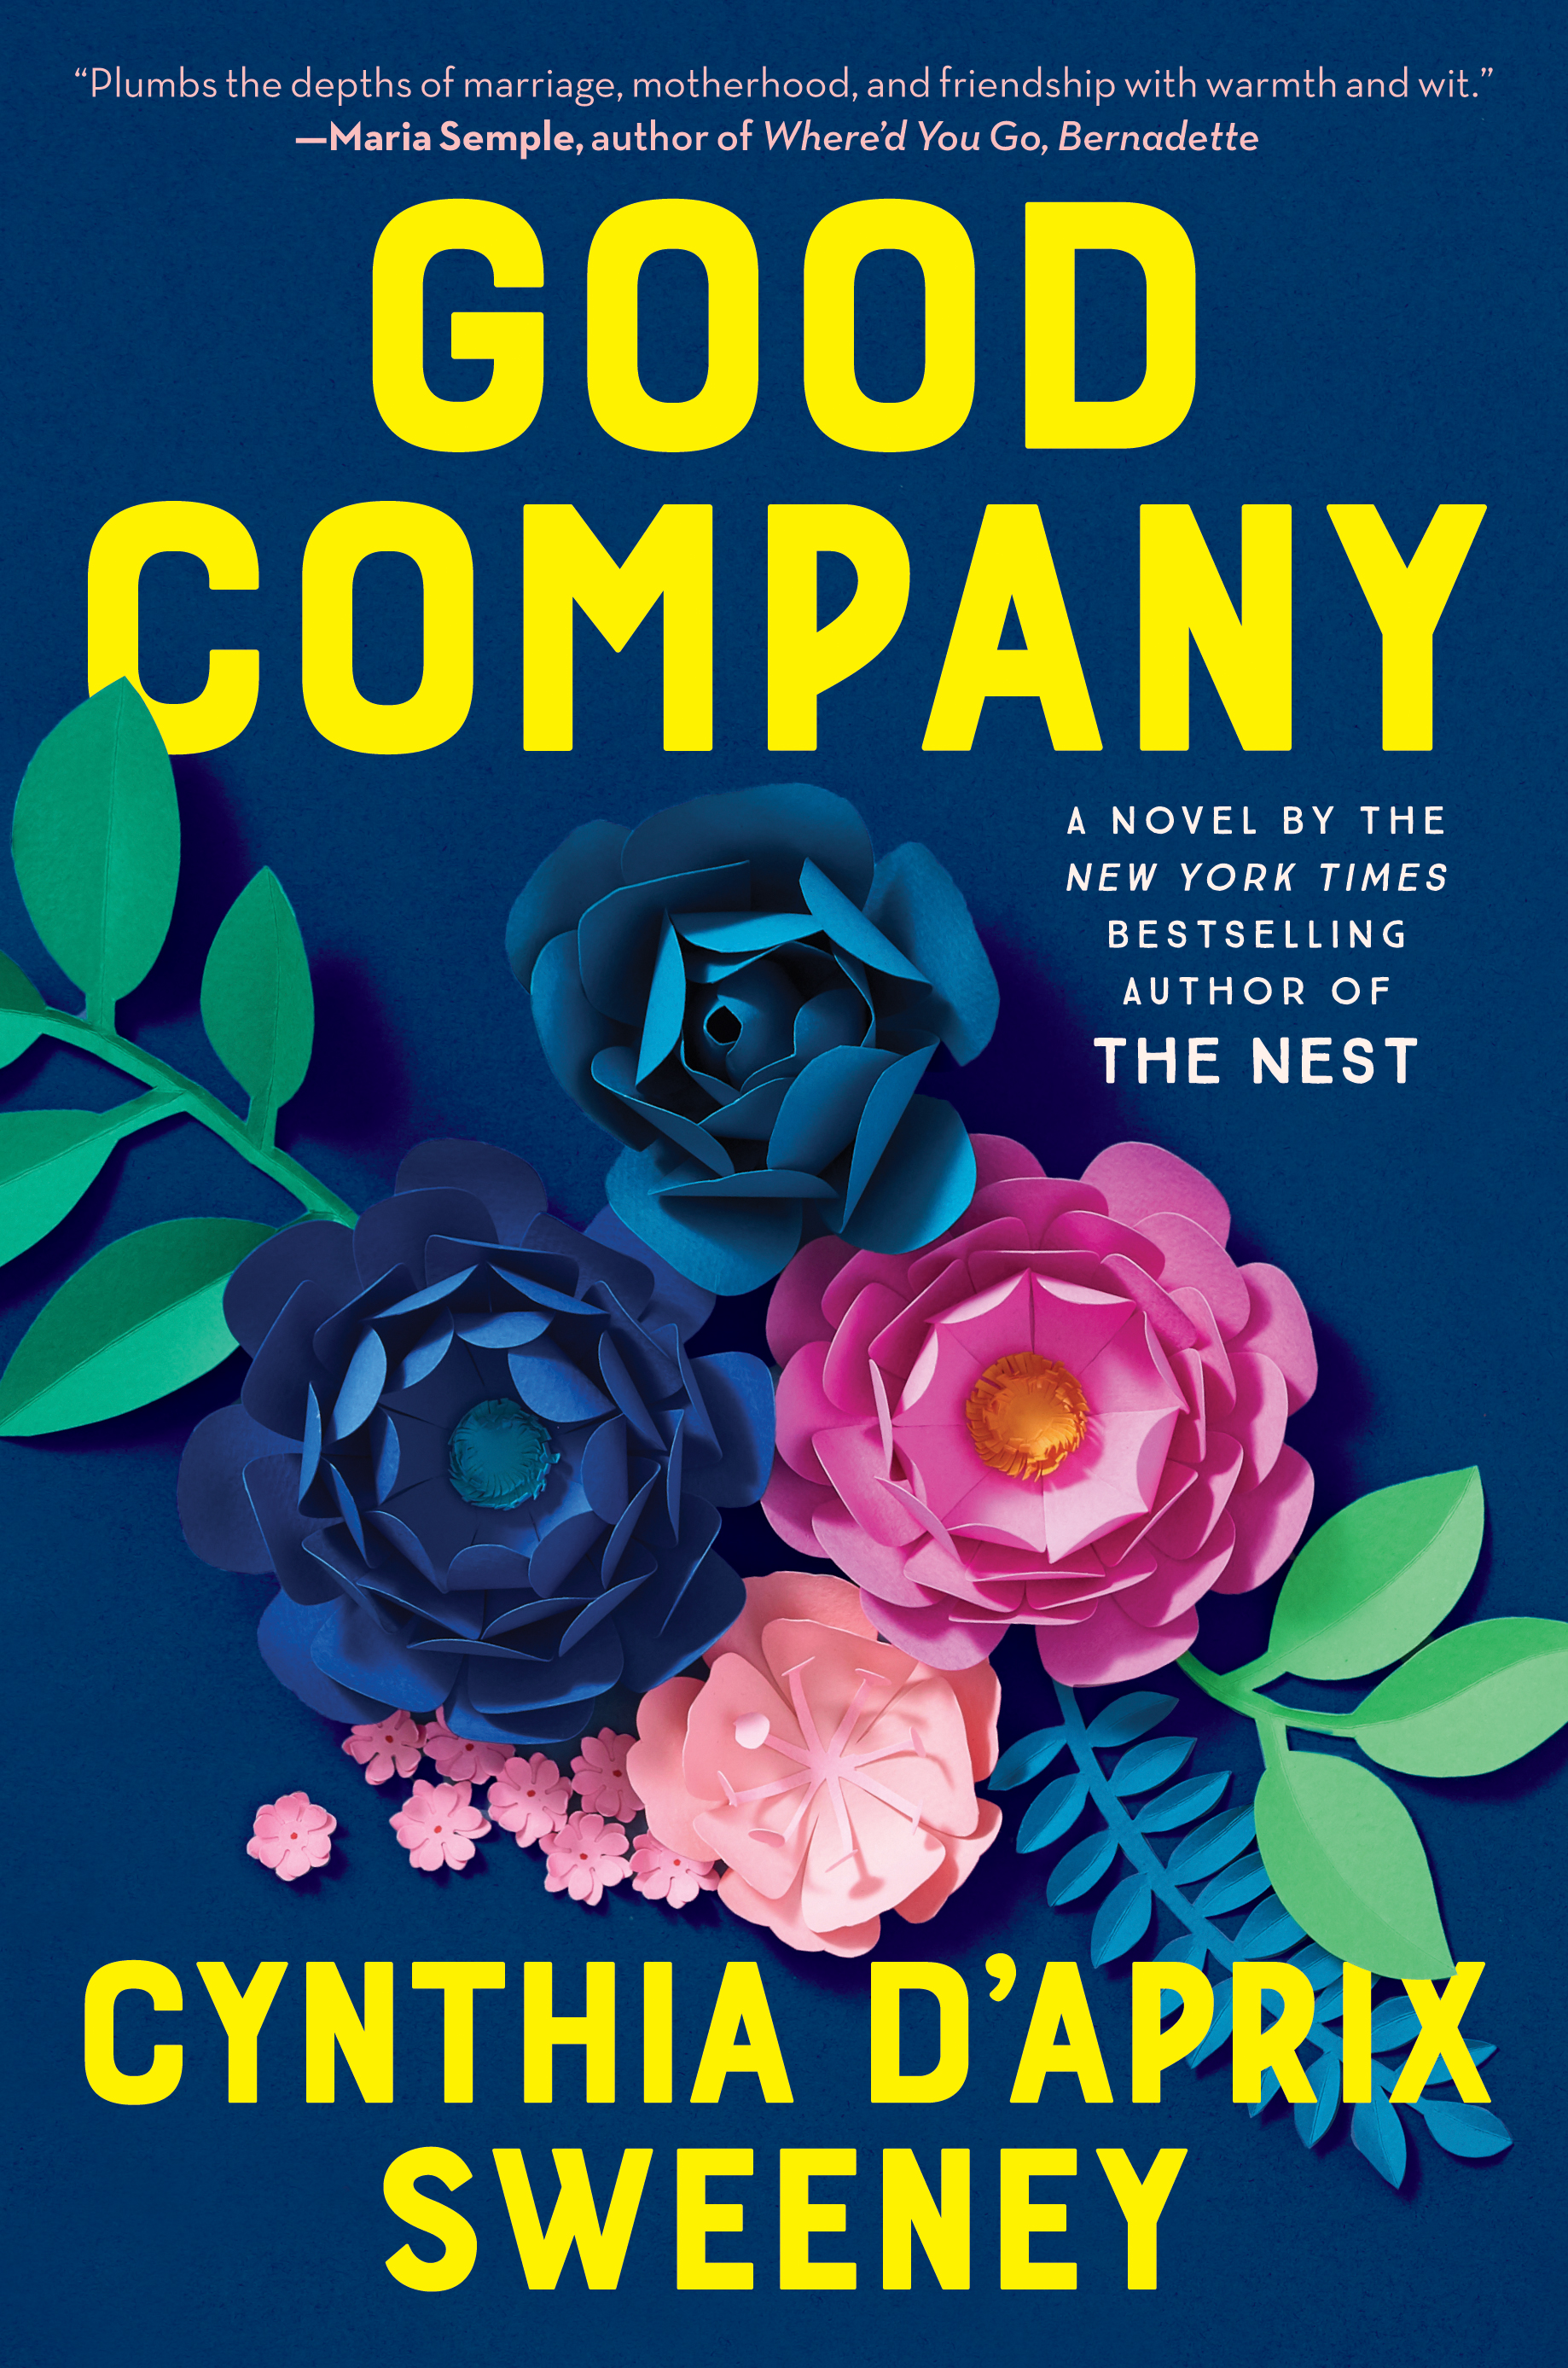 “Plumbs the depths of marriage, motherhood, and friendship with warmth and wit.”
—Maria Semple, author of Where’d You Go, Bernadette
GOOD
COMPANY
A NOVEL BY THE
NEW YORK TIMES
BESTSELLING
AUTHOR OF
THE NEST
CYNTHIA D’APRIX
SWEENEY